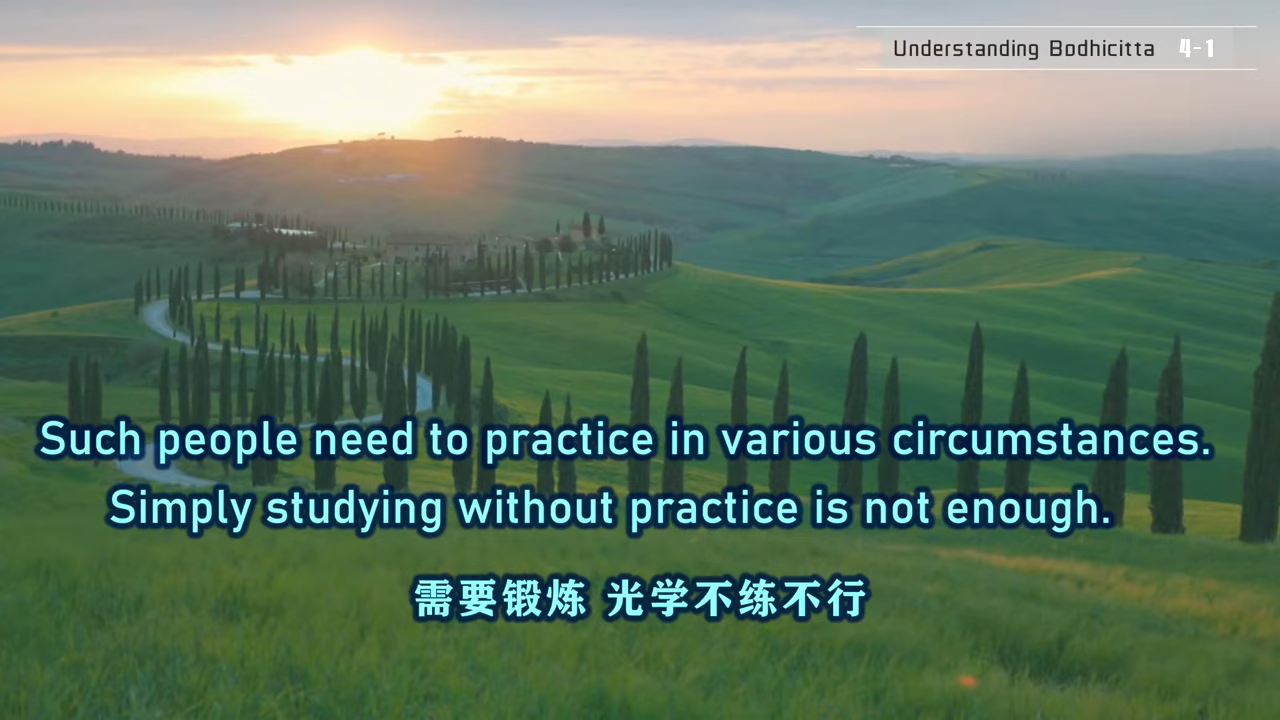 Understanding Bodhicitta 4-1
Such people need to practice in various circumstances.
Simply studying without practice is not enough.
需要锻炼 光学不练不行